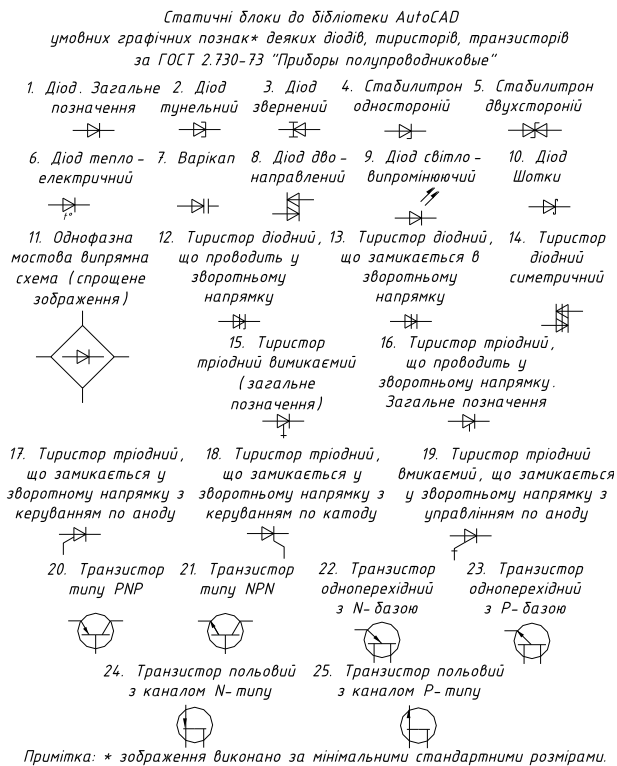 Статичні блоки до бібліотеки AutoCAD
умовних графічних познак* деяких діодів, тиристорів, транзисторів
за ГОСТ 2.730-73 "Приборы полупроводниковые"
1. Діод. Загальне
позначення
2. Діод
тунельний
3. Діод
звернений
4. Стабилитрон
одностороній
5. Стабилитрон
двухстороній
6. Діод тепло-
електричний
t°
7. Варікап
8. Діод дво-
направлений
9. Діод світло-
випромінюючий
10. Діод
Шотки
11. Однофазна
мостова випрямна
схема (спрощене
зображення)
12. Тиристор діодний,
що проводить у
зворотньому
напрямку
13. Тиристор діодний,
що замикається в
зворотньому
напрямку
14. Тиристор
діодний
симетричний
15. Тиристор
тріодний вимикаємий
(загальне
позначення)
16. Тиристор тріодний,
що проводить у
зворотньому напрямку.
Загальне позначення
17. Тиристор тріодний,
що замикається у
зворотному напрямку з
керуванням по аноду
18. Тиристор тріодний,
що замикається у
зворотньому напрямку з
керуванням по катоду
19. Тиристор тріодний
вмикаємий, що замикається
у зворотньому напрямку з
управлінням по аноду
20. Транзистор
типу PNP
21. Транзистор
типу NPN
22. Транзистор
одноперехідний
з N-базою
23. Транзистор
одноперехідний
з P-базою
24. Транзистор польовий
з каналом N-типу
25. Транзистор польовий
з каналом P-типу
Примітка: * зображення виконано за мінімальними стандартними розмірами.